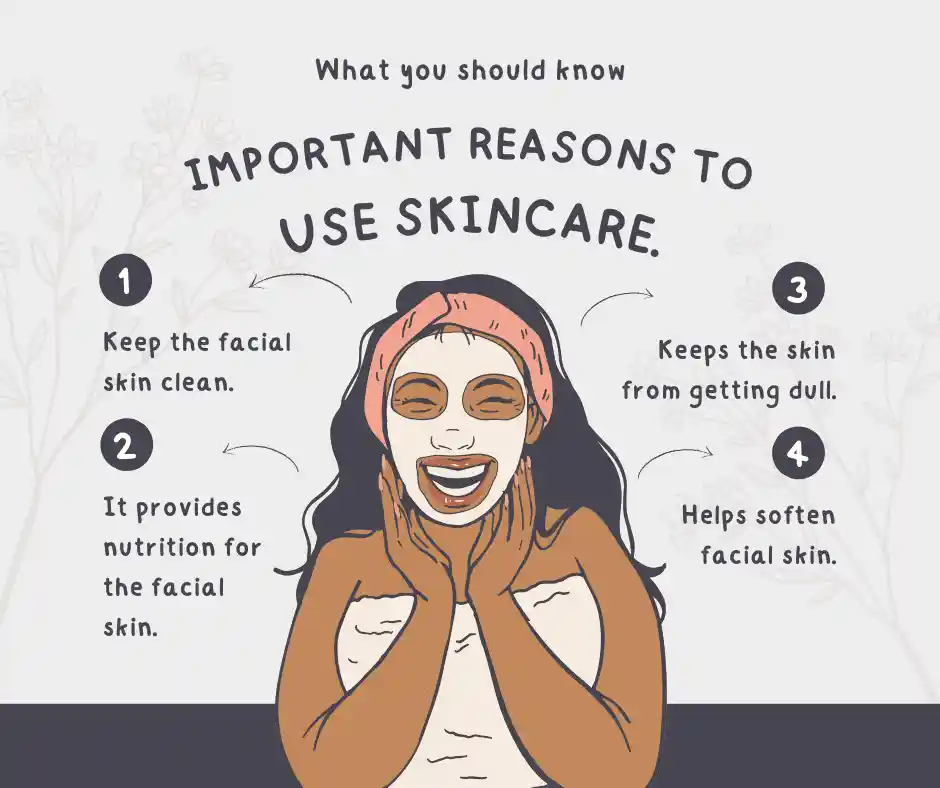 What you should know
IMPORTANT REASONS TO
USE SKINCARE.
1
Keep the facial
skin clean.
2
It provides
nutrition for
the facial
skin.
3
Keeps the skin
from getting dull.
4
Helps soften
facial skin.